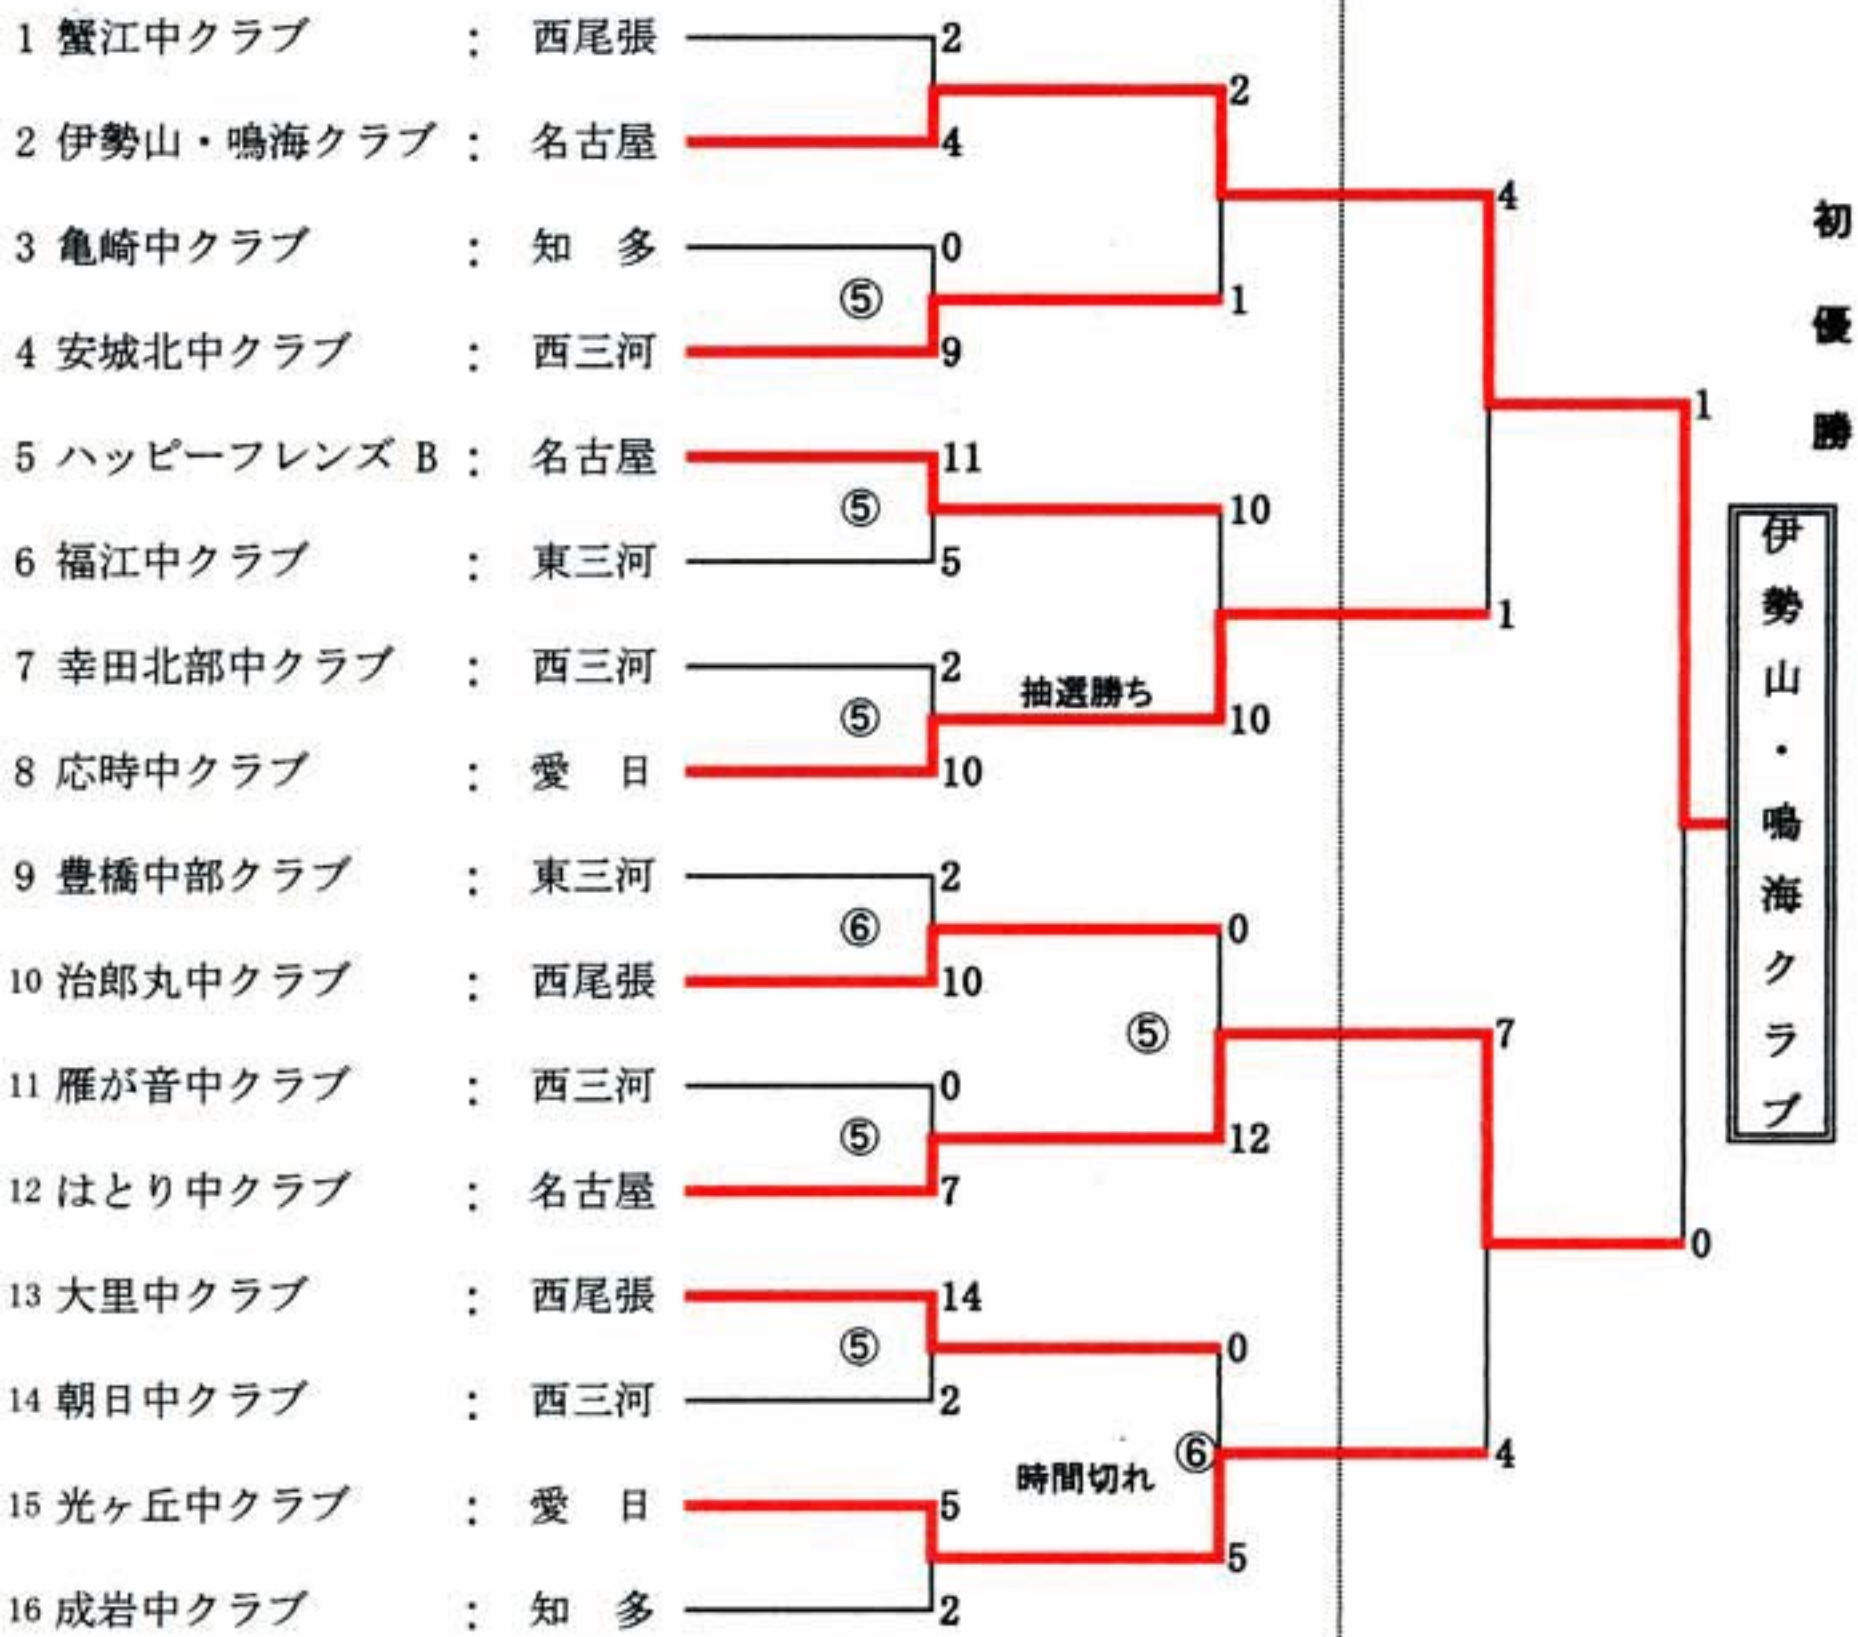 1 蟹江中クラブ : 西尾張 2
2
2 伊勢山・鳴海クラブ : 名古屋 4
4
3 亀崎中クラブ : 知 多 0
⑤ 1
4 安城北中クラブ : 西三河 9
1
5 ハッピーフレンズ B : 名古屋 11
⑤ 10
6 福江中クラブ : 東三河 5
1
7 幸田北部中クラブ : 西三河 2
抽選勝ち
⑤ 10
8 応時中クラブ : 愛 日 10
9 豊橋中部クラブ : 東三河 2
⑥ 0
10 治郎丸中クラブ : 西尾張 10
⑤ 7
11 雁が音中クラブ : 西三河 0
⑤ 12
12 はとり中クラブ : 名古屋 7
0
13 大里中クラブ : 西尾張 14
⑤ 0
14 朝日中クラブ : 西三河 2
時間切れ ⑥ 4
15 光ヶ丘中クラブ : 愛 日 5
5
16 成岩中クラブ : 知 多 2
初優勝
伊勢山・鳴海クラブ